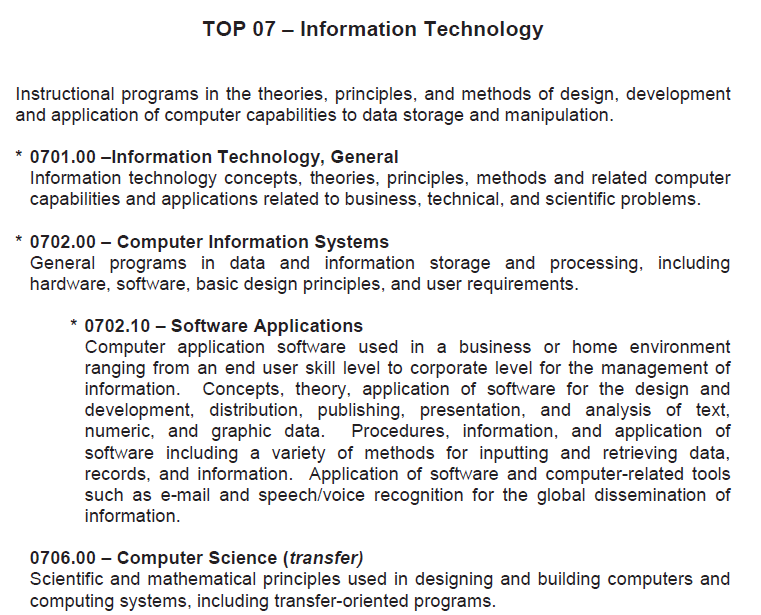 TOP 07 – Information Technology
Instructional programs in the theories, principles, and methods of design, development
and application of computer capabilities to data storage and manipulation.
* 0701.00 –Information Technology, General
Information technology concepts, theories, principles, methods and related computer
capabilities and applications related to business, technical, and scientific problems.
* 0702.00 – Computer Information Systems
General programs in data and information storage and processing, including
hardware, software, basic design principles, and user requirements.
* 0702.10 – Software Applications
Computer application software used in a business or home environment
ranging from an end user skill level to corporate level for the management of
information. Concepts, theory, application of software for the design and
development, distribution, publishing, presentation, and analysis of text,
numeric, and graphic data. Procedures, information, and application of
software including a variety of methods for inputting and retrieving data,
records, and information. Application of software and computer-related tools
such as e-mail and speech/voice recognition for the global dissemination of
information.
0706.00 – Computer Science (transfer)
Scientific and mathematical principles used in designing and building computers and
computing systems, including transfer-oriented programs.